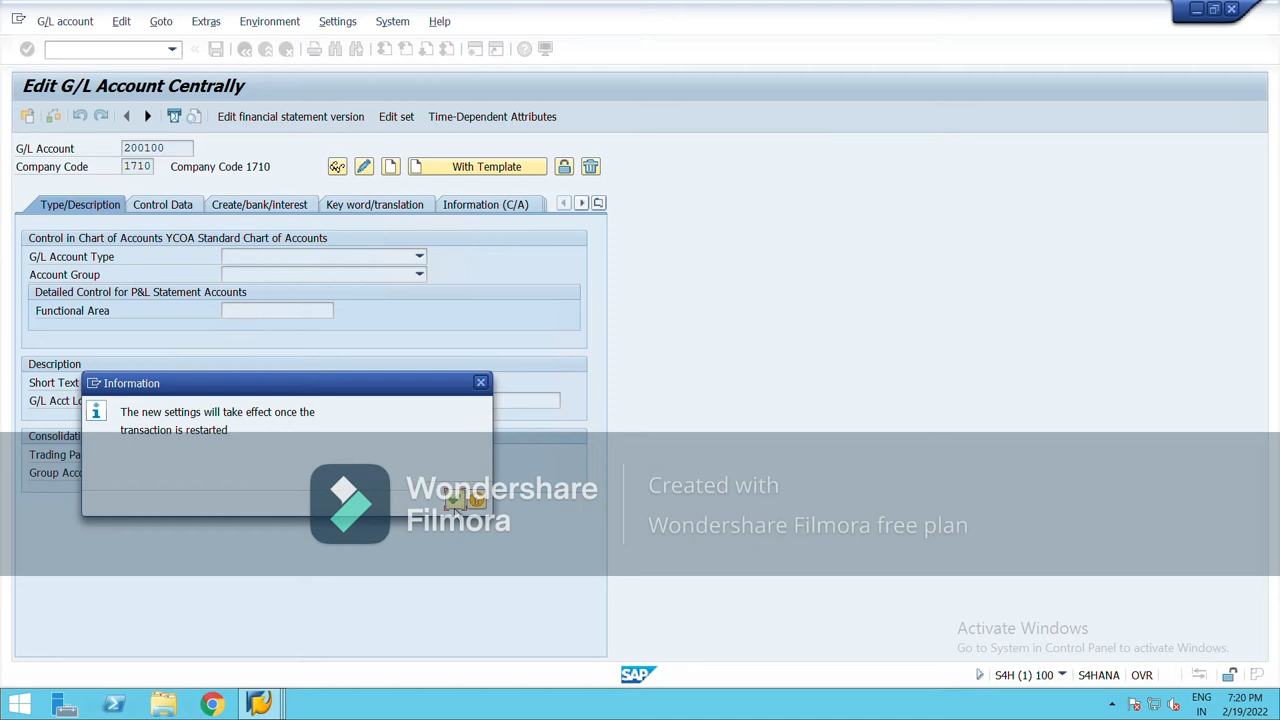 G/L account Edit Goto Extras Environment Settings System Help
Edit G/L Account Centrally
Edit financial statement version Edit set Time-Dependent Attributes
G/L Account 200100
Company Code 1710 Company Code 1710 With Template
Type/Description Control Data Create/bank/interest Key word/translation Information (C/A)
Control in Chart of Accounts YCOA Standard Chart of Accounts
G/L Account Type
Account Group
Detailed Control for P&L Statement Accounts
Functional Area
Description
Short Text
G/L Acct Lo
Consolidati
Trading Pa
Group Acco
Information
The new settings will take effect once the
transaction is restarted
Wondershare
Filmora
Created with
Wondershare Filmora free plan
Activate Windows
Go to System in Control Panel to activate Windows.
SAP S4H (1) 100 S4HANA OVR
ENG 7:20 PM
IN 2/19/2022